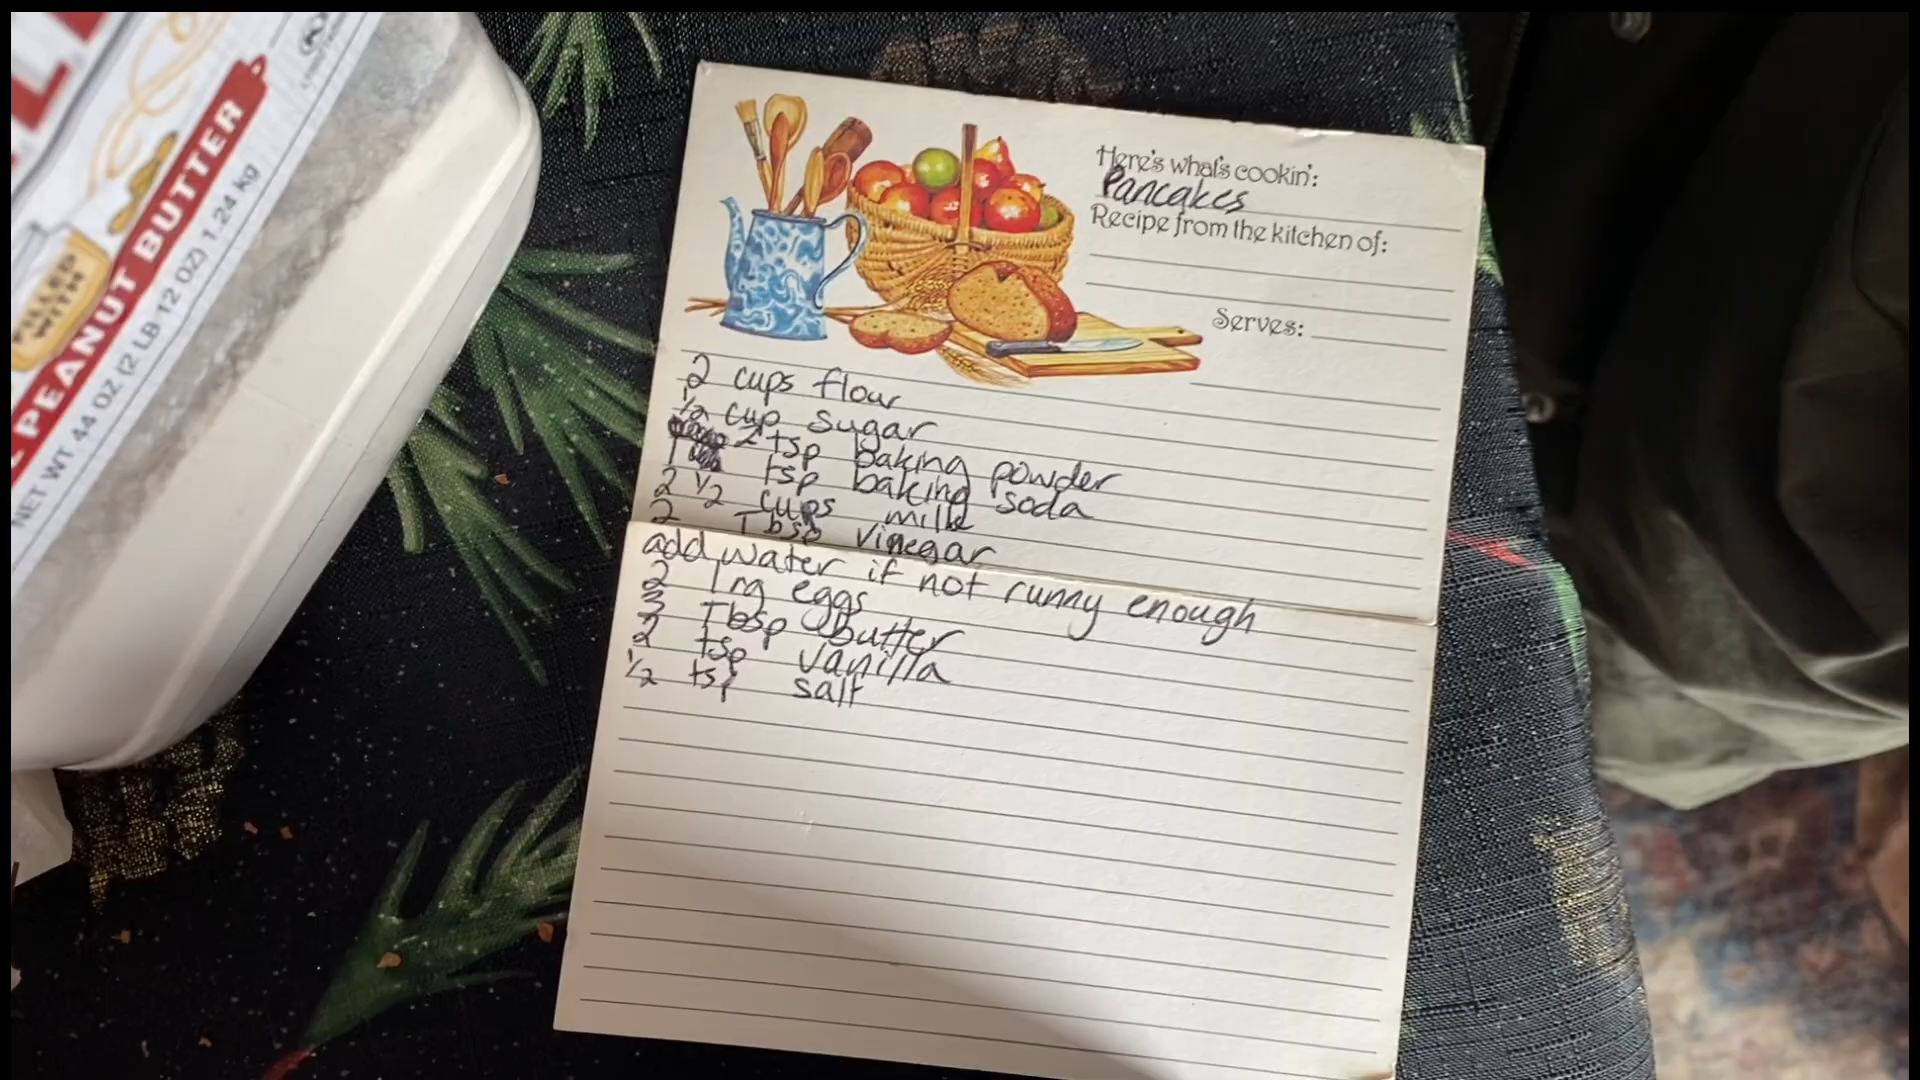 PEANUT BUTTER
NET WT 44 OZ (2 LB 12 OZ) 1.24 kg
FILLED
WITH
Here's what's cookin':
Pancakes
Recipe from the kitchen of:
Serves:
2 cups flour
1/2 cup sugar
2 tsp baking powder
1 tsp baking soda
2 1/2 cups milk
2 Tbsp vinegar
add water if not runny enough
2 lrg eggs
3 Tbsp butter
2 tsp vanilla
1/2 tsp salt